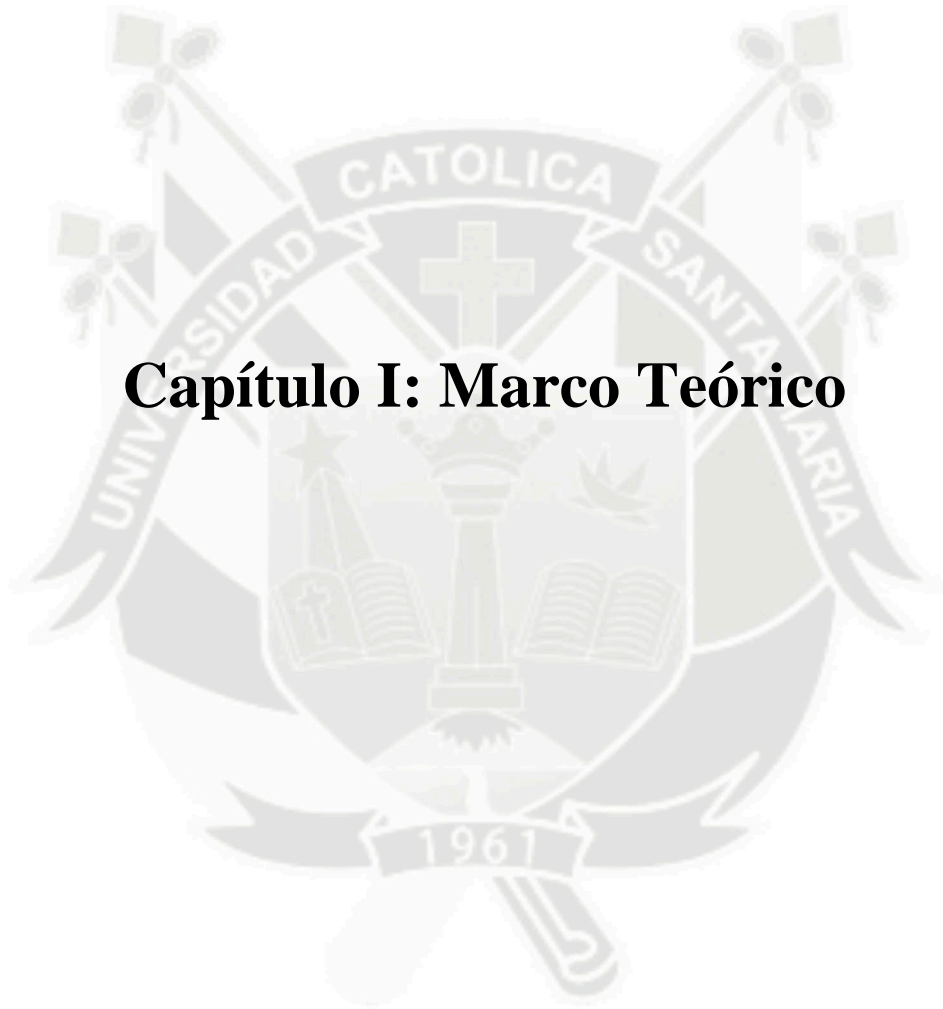 CATOLICA
UNIVERSIDAD
SANTA MARIA
Capítulo I: Marco Teórico
1961